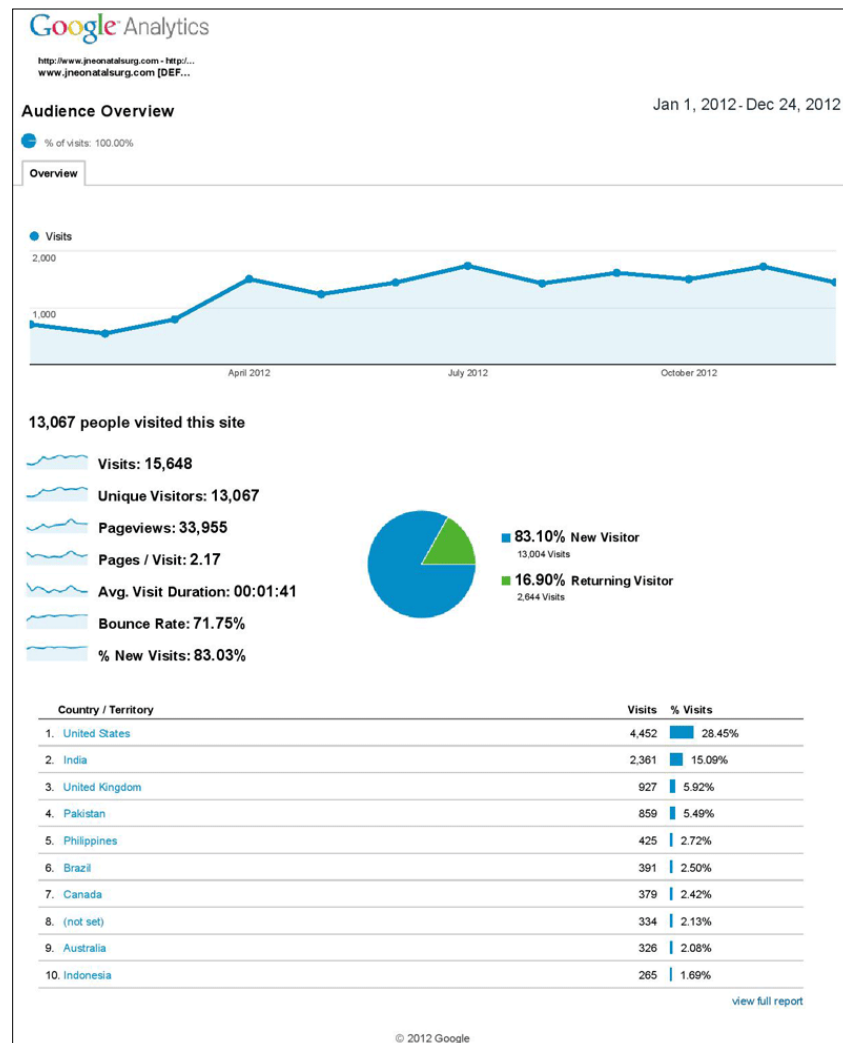 Google Analytics
http://www.jneonatalsurg.com - http:/...
www.jneonatalsurg.com [DEF...
Audience Overview
Jan 1, 2012 - Dec 24, 2012
% of visits: 100.00%
Overview
Visits
2,000
1,000
April 2012
July 2012
October 2012
13,067 people visited this site
Visits: 15,648
Unique Visitors: 13,067
Pageviews: 33,955
Pages / Visit: 2.17
Avg. Visit Duration: 00:01:41
Bounce Rate: 71.75%
% New Visits: 83.03%
83.10% New Visitor
13,004 Visits
16.90% Returning Visitor
2,644 Visits
Country / Territory Visits % Visits
1. United States 4,452 28.45%
2. India 2,361 15.09%
3. United Kingdom 927 5.92%
4. Pakistan 859 5.49%
5. Philippines 425 2.72%
6. Brazil 391 2.50%
7. Canada 379 2.42%
8. (not set) 334 2.13%
9. Australia 326 2.08%
10. Indonesia 265 1.69%
view full report
© 2012 Google